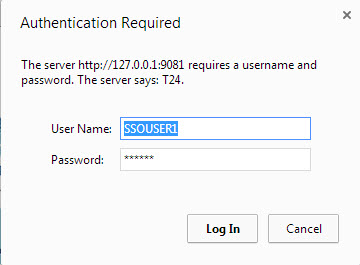 Authentication Required
The server http://127.0.0.1:9081 requires a username and
password. The server says: T24.
User Name: SSOUSER1
Password: ******
Log In Cancel